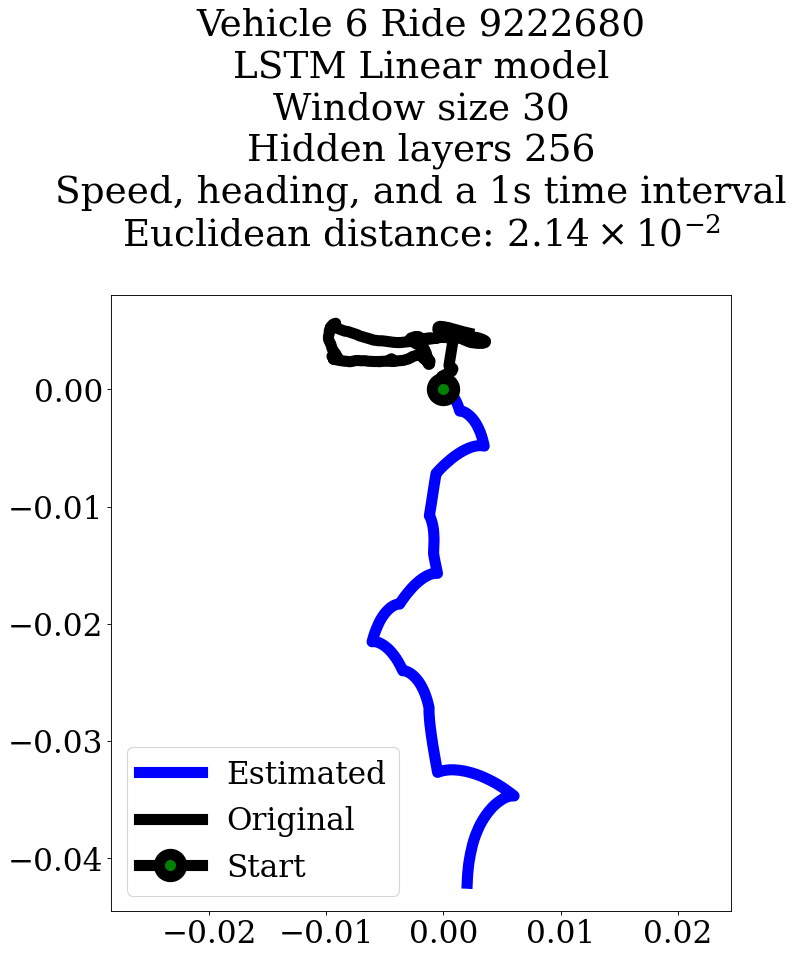 Vehicle 6 Ride 9222680
LSTM Linear model
Window size 30
Hidden layers 256
Speed, heading, and a 1s time interval
Euclidean distance: 2.14 × 10⁻²
0.00
−0.01
−0.02
−0.03
−0.04
Estimated
Original
Start
−0.02 −0.01 0.00 0.01 0.02